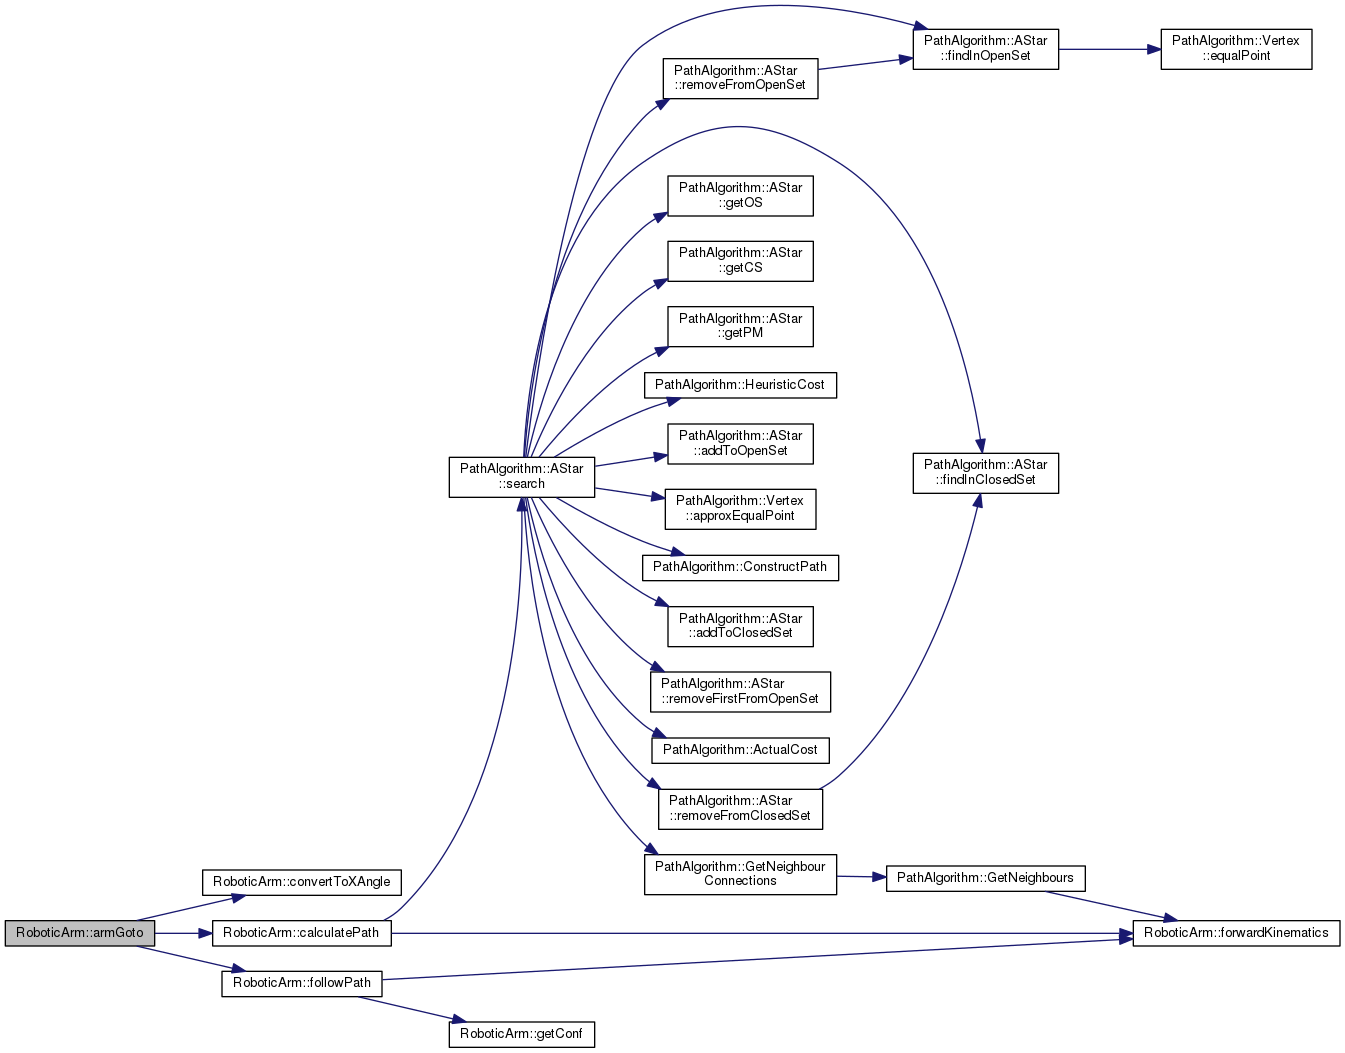 PathAlgorithm::AStar
::findInOpenSet
PathAlgorithm::Vertex
::equalPoint
PathAlgorithm::AStar
::removeFromOpenSet
PathAlgorithm::AStar
::getOS
PathAlgorithm::AStar
::getCS
PathAlgorithm::AStar
::getPM
PathAlgorithm::HeuristicCost
PathAlgorithm::AStar
::addToOpenSet
PathAlgorithm::AStar
::search
PathAlgorithm::AStar
::findInClosedSet
PathAlgorithm::Vertex
::approxEqualPoint
PathAlgorithm::ConstructPath
PathAlgorithm::AStar
::addToClosedSet
PathAlgorithm::AStar
::removeFirstFromOpenSet
PathAlgorithm::ActualCost
PathAlgorithm::AStar
::removeFromClosedSet
PathAlgorithm::GetNeighbour
Connections
PathAlgorithm::GetNeighbours
RoboticArm::convertToXAngle
RoboticArm::armGoto
RoboticArm::calculatePath
RoboticArm::forwardKinematics
RoboticArm::followPath
RoboticArm::getConf